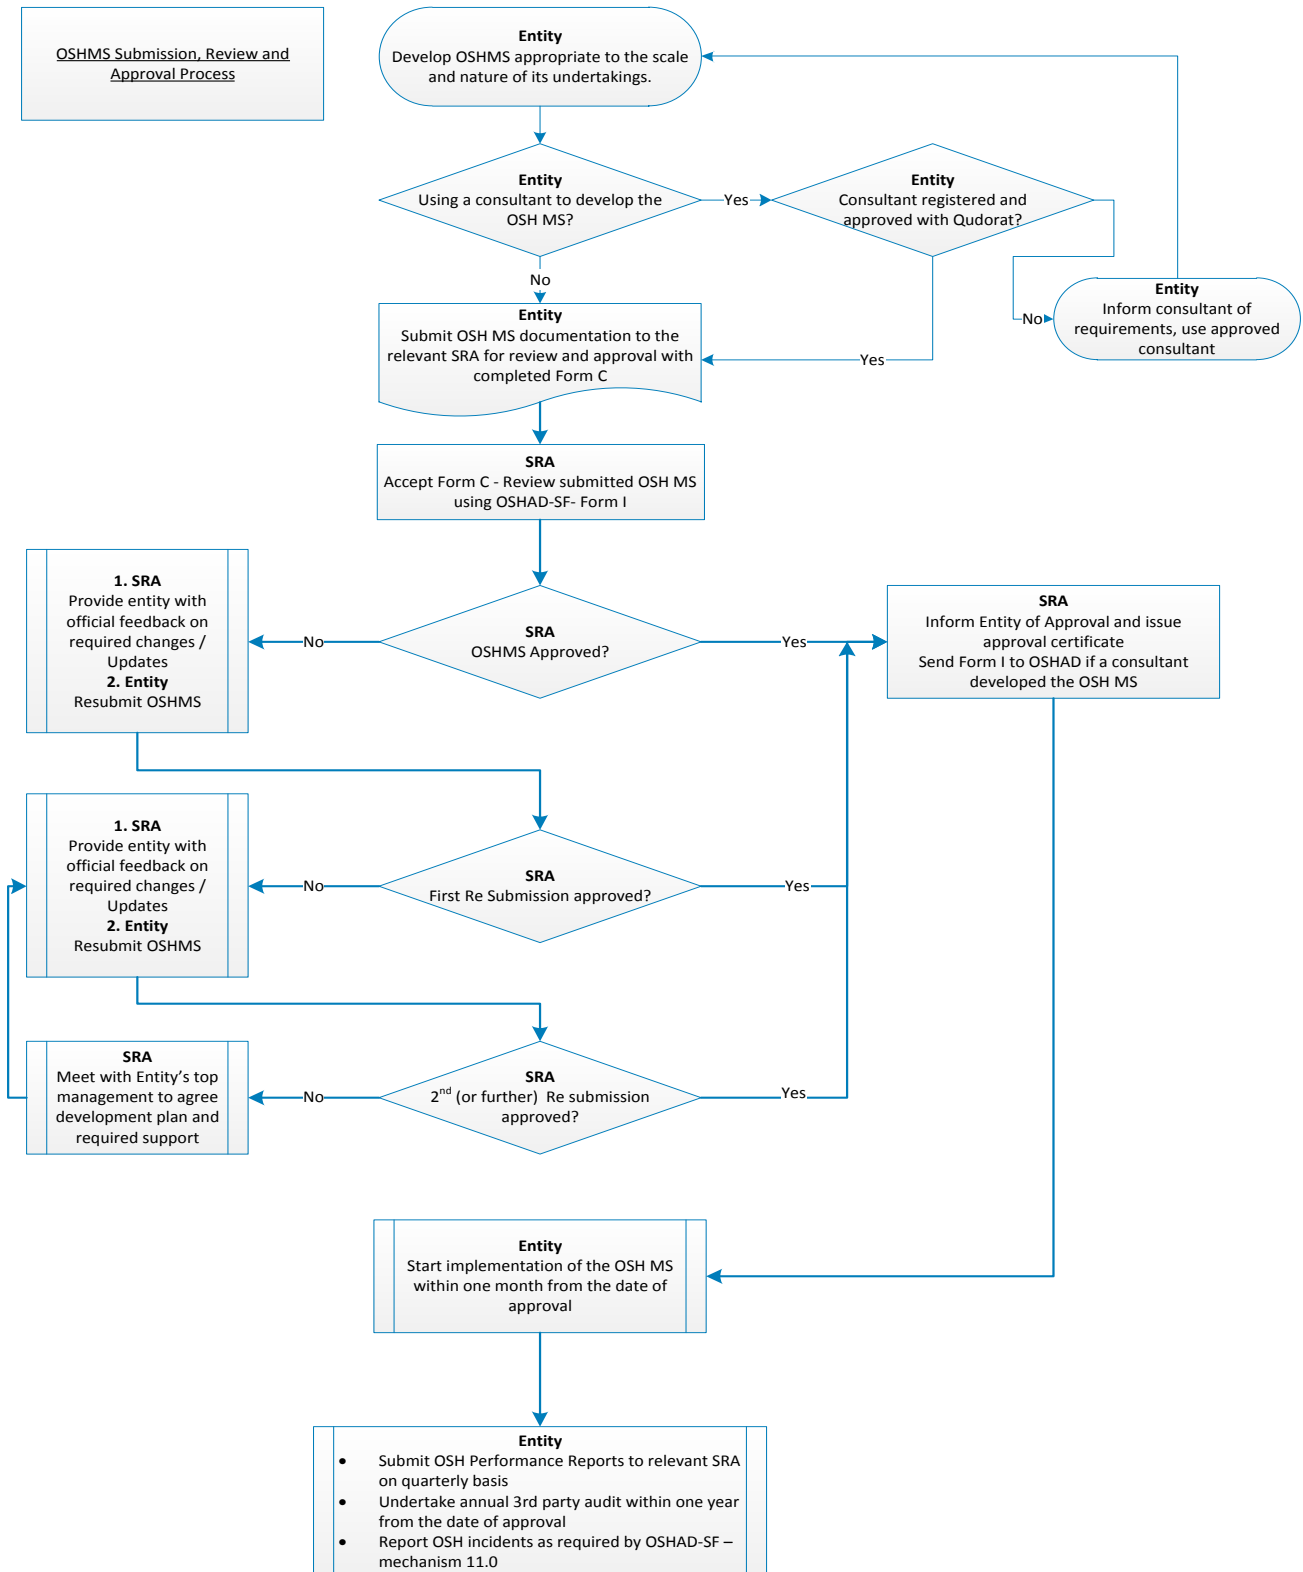 OSHMS Submission, Review and
Approval Process
Entity
Develop OSHMS appropriate to the scale
and nature of its undertakings.
Entity
Using a consultant to develop the
OSH MS?
Yes
Entity
Consultant registered and
approved with Qudorat?
No
Entity
Inform consultant of
requirements, use approved
consultant
No
Yes
Entity
Submit OSH MS documentation to the
relevant SRA for review and approval with
completed Form C
SRA
Accept Form C - Review submitted OSH MS
using OSHAD-SF- Form I
1. SRA
Provide entity with
official feedback on
required changes /
Updates
2. Entity
Resubmit OSHMS
No
SRA
OSHMS Approved?
Yes
SRA
Inform Entity of Approval and issue
approval certificate
Send Form I to OSHAD if a consultant
developed the OSH MS
1. SRA
Provide entity with
official feedback on
required changes /
Updates
2. Entity
Resubmit OSHMS
No
SRA
First Re Submission approved?
Yes
SRA
Meet with Entity's top
management to agree
development plan and
required support
No
SRA
2nd (or further)  Re submission
approved?
Yes
Entity
Start implementation of the OSH MS
within one month from the date of
approval
Entity
• Submit OSH Performance Reports to relevant SRA
on quarterly basis
• Undertake annual 3rd party audit within one year
from the date of approval
• Report OSH incidents as required by OSHAD-SF –
mechanism 11.0